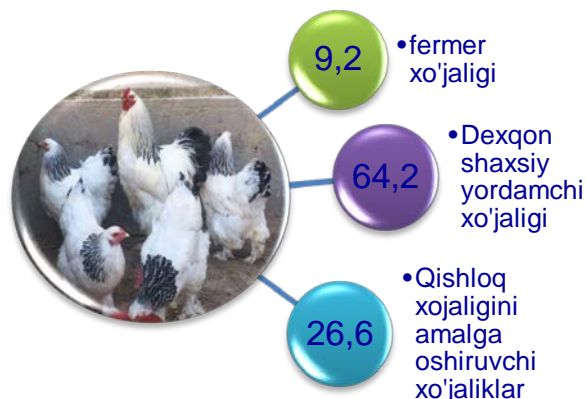 9,2
•fermer
xo'jaligi
64,2
•Dexqon
shaxsiy
yordamchi
xo'jaligi
26,6
•Qishloq
xojaligini
amalga
oshiruvchi
xo'jaliklar